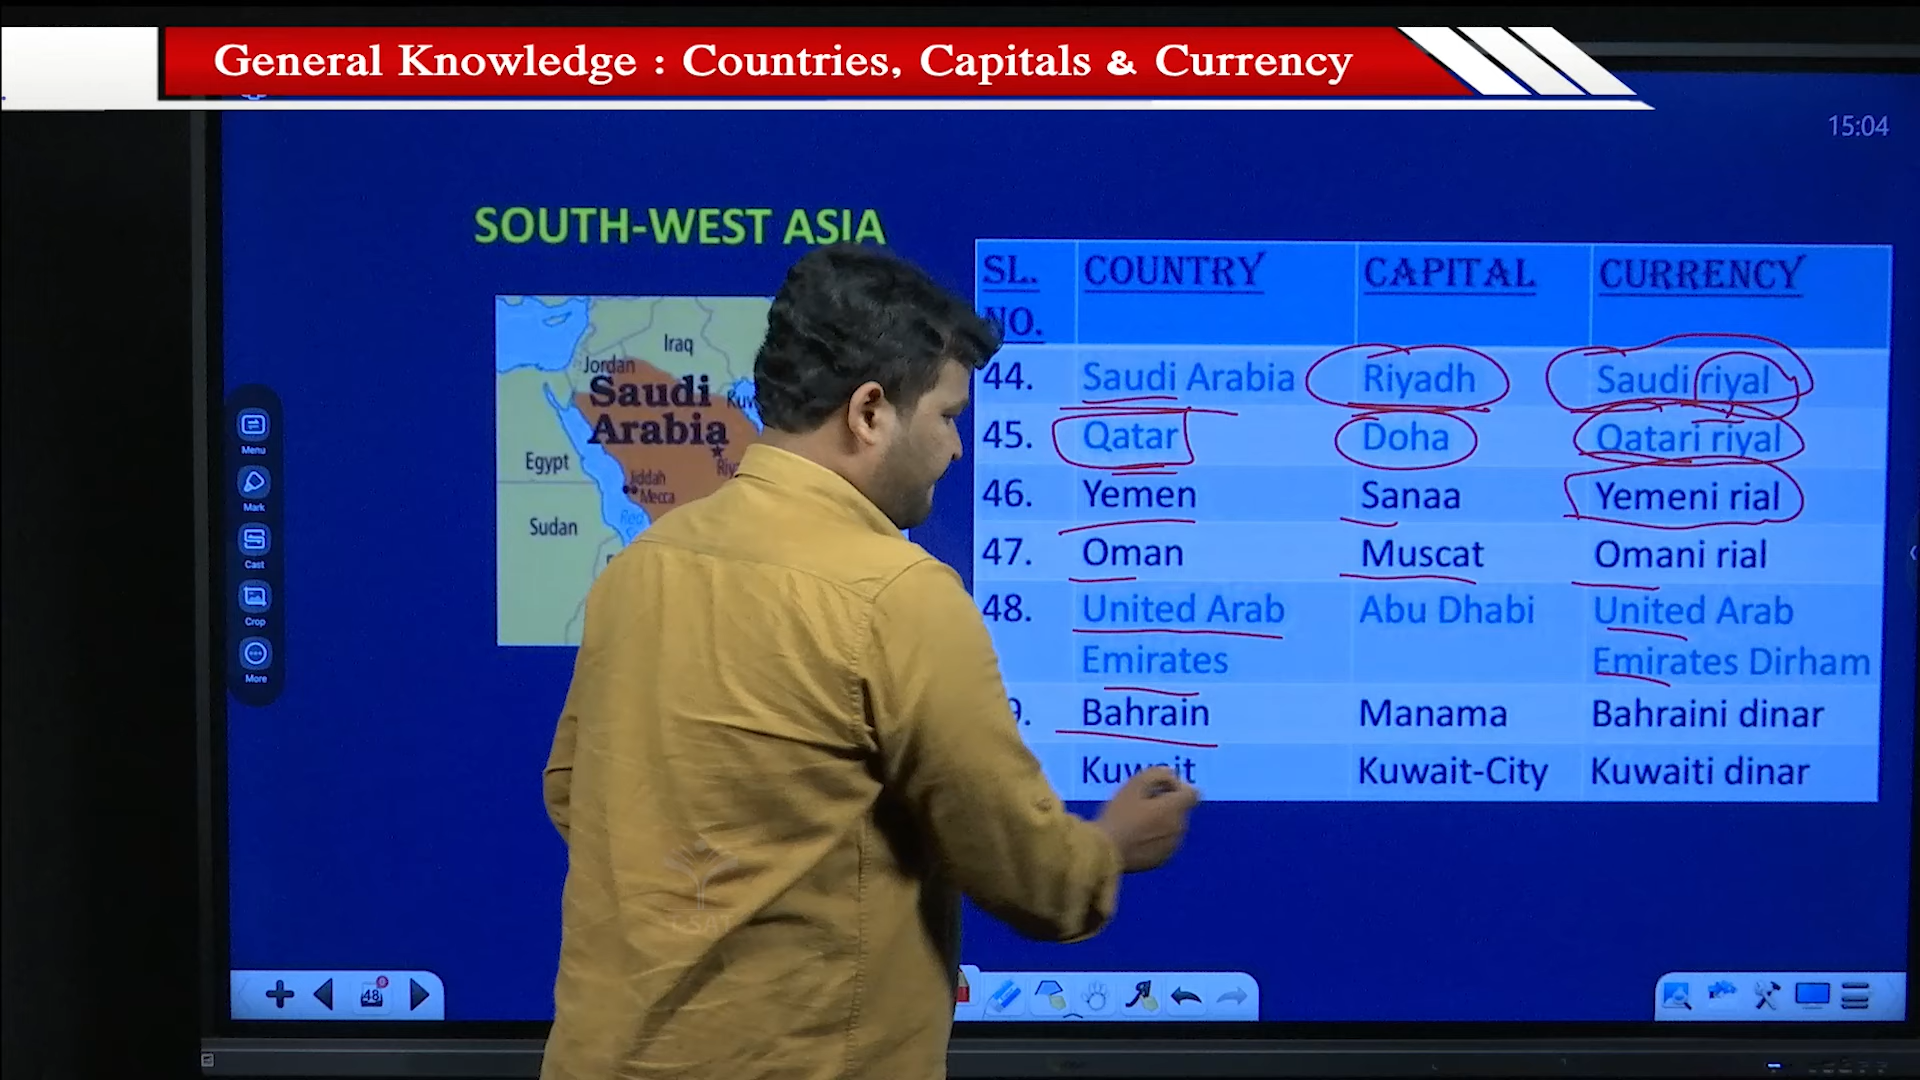 General Knowledge : Countries, Capitals & Currency
15:04
SOUTH-WEST ASIA
SL. NO. COUNTRY CAPITAL CURRENCY
44. Saudi Arabia Riyadh Saudi riyal
45. Qatar Doha Qatari riyal
46. Yemen Sanaa Yemeni rial
47. Oman Muscat Omani rial
48. United Arab Abu Dhabi United Arab
Emirates Emirates Dirham
9. Bahrain Manama Bahraini dinar
Kuwait Kuwait-City Kuwaiti dinar
Iraq
Jordan
Saudi
Arabia
Egypt
Jiddah
Mecca
Red
Sudan
Menu
Mark
Cast
Crop
More
48